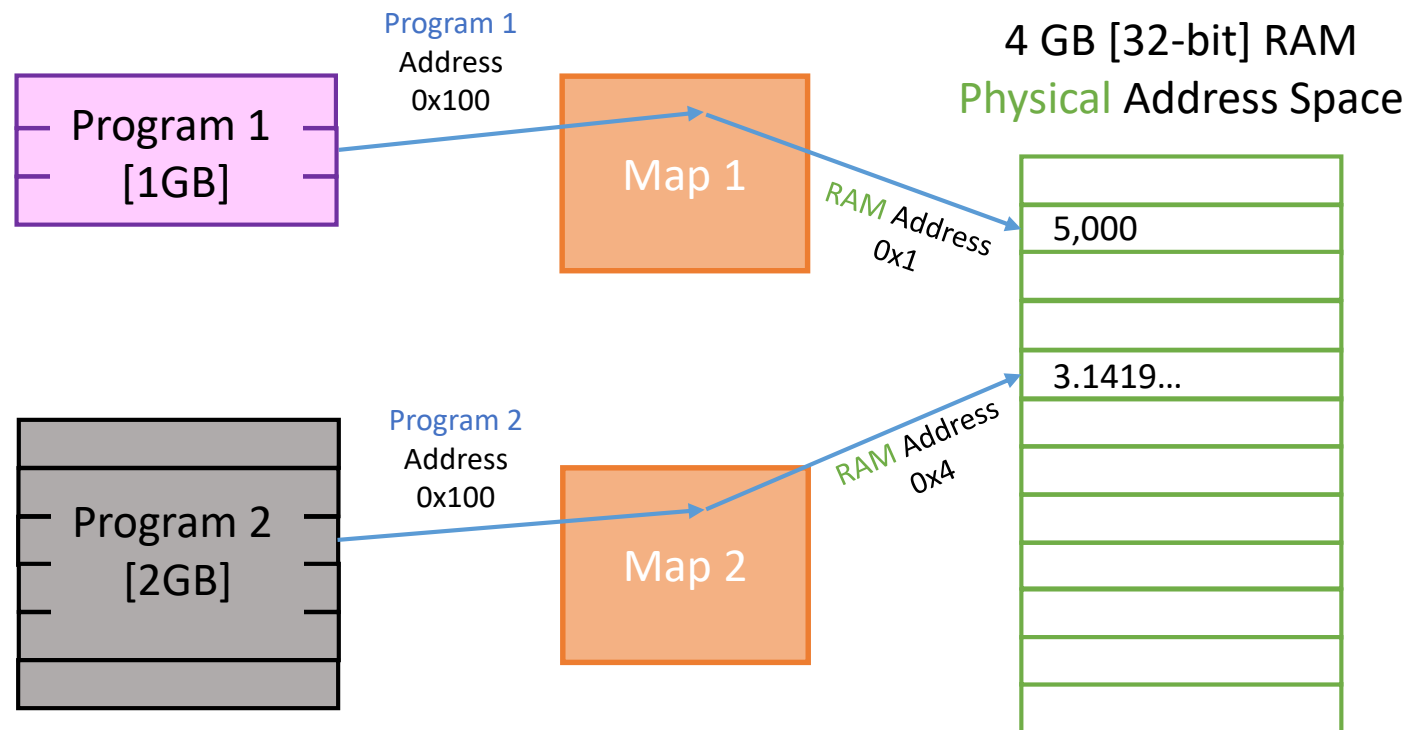 Program 1
Address
0x100
4 GB [32-bit] RAM
Physical Address Space
Program 1
[1GB]
Map 1
RAM Address
0x1
5,000
3.1419...
Program 2
Address
0x100
RAM Address
0x4
Program 2
[2GB]
Map 2